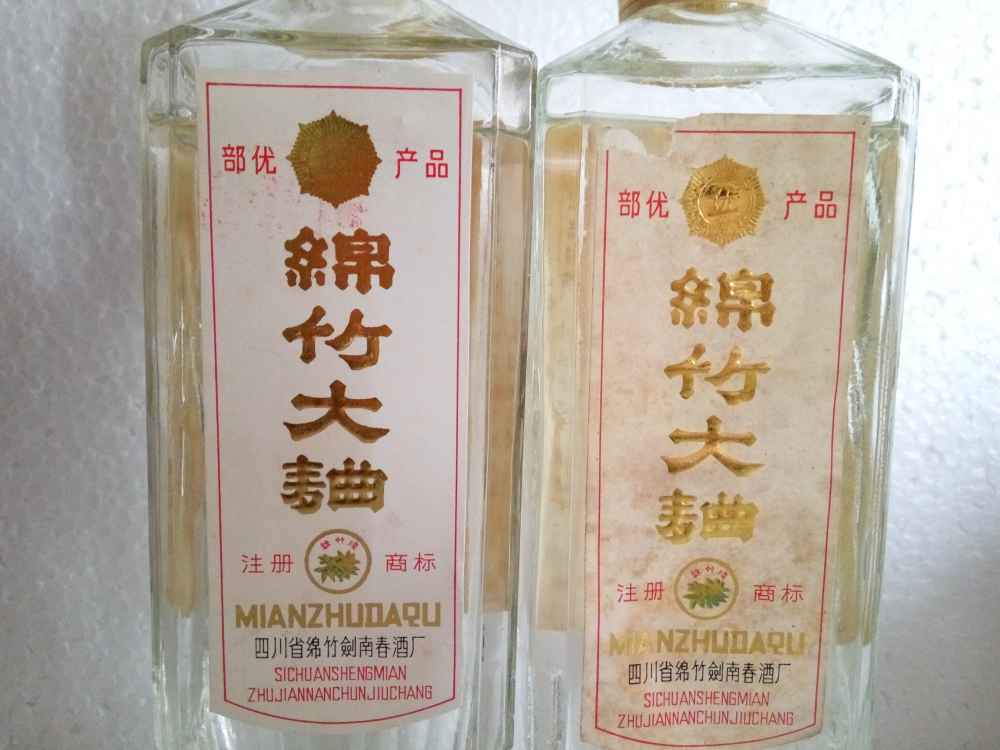 部优 产品
綿竹大麯
注册 商标
MIANZHUDAQU
四川省绵竹劍南春酒厂
SICHUANSHENGMIAN
ZHUJIANNANCHUNJIUCHANG
部优 产品
綿竹大麯
注册 商标
MIANZHUDAQU
四川省绵竹劍南春酒厂
SICHUANSHENGMIAN
ZHUJIANNANCHUNJIUCHANG